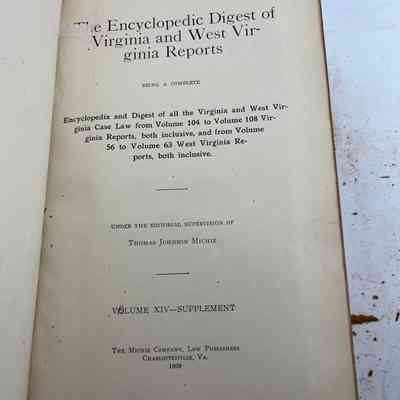 The Encyclopedic Digest of
Virginia and West Vir-
ginia Reports
BEING A COMPLETE
Encyclopedia and Digest of all the Virginia and West Vir-
ginia Case Law from Volume 104 to Volume 108 Vir-
ginia Reports, both inclusive, and from Volume
56 to Volume 63 West Virginia Re-
ports, both inclusive.
UNDER THE EDITORIAL SUPERVISION OF
THOMAS JOHNSON MICHIE
VOLUME XIV—SUPPLEMENT
THE MICHIE COMPANY, LAW PUBLISHERS
CHARLOTTESVILLE, VA.
1909